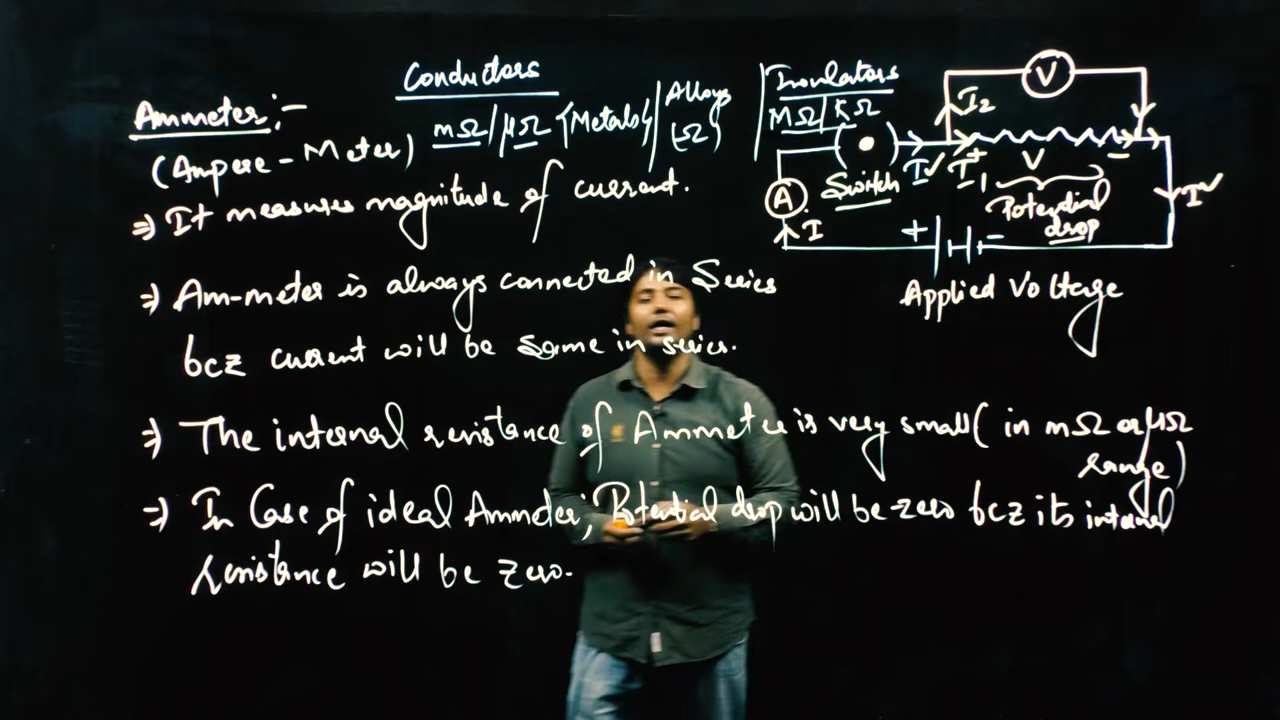 Conductors
mΩ/μΩ {Metals} / Alloys (Ω)
Insulators
MΩ/kΩ
Ammeter:-
(Ampere-Meter)
⇒ It measures magnitude of current.
⇒ Am-meter is always connected in Series
bcz current will be same in series.
⇒ The internal resistance of Ammeter is very small (in mΩ or μΩ
range)
⇒ In Case of ideal Ammeter; Potential drop will be zero bcz its internal
resistance will be zero.
V
I2
(•)
I✓
I1
+ V -
Switch
Potential
drop
A
I
I✓
+ -
Applied Voltage